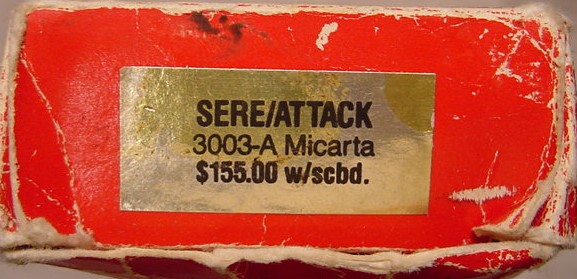 SERE/ATTACK
3003-A Micarta
$155.00 w/scbd.